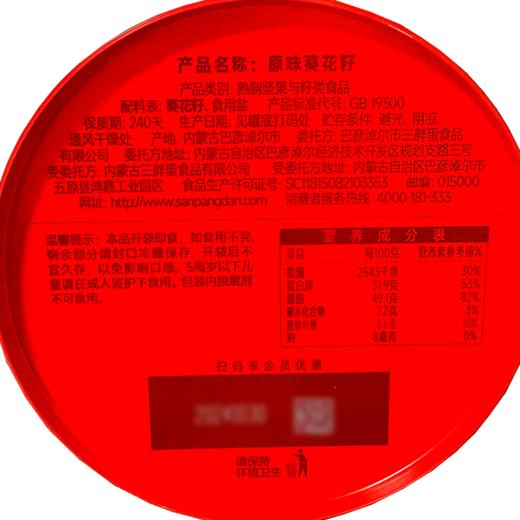 产品名称：原味葵花籽
产品类别：熟制坚果与籽类食品
配料表：葵花籽、食用盐 产品标准代号：GB 19300
保质期：240天 生产日期：见罐底打码处 贮存条件：避光、阴凉、
通风干燥处 产地：内蒙古巴彦淖尔市 委托方：巴彦淖尔市三胖蛋食品
有限公司 委托方地址：内蒙古自治区巴彦淖尔经济技术开发区规划支路三号
受委托方：内蒙古三胖蛋食品有限公司 受委托方地址：内蒙古自治区巴彦淖尔市
五原县鸿鼎工业园区 食品生产许可证号：SC11815082103353 邮编：015000
网址：http://www.sanpangdan.com 消费者服务热线：4000-181-333
温馨提示：本品开袋即食，如食用不完，
剩余部分请封口冷藏保存，开袋后不
宜久存，以免影响口感。5周岁以下儿
童请在成人监护下食用。包装内脱氧剂
不可食用。
营养成分表
项目 每100克 营养素参考值%
能量 2543千焦 30%
蛋白质 31.9克 53%
脂肪 49.1克 82%
碳水化合物 7.7克 3%
膳食纤维 6.6克 26%
钠 8毫克 0%
扫码享会员优惠
请保持
环境卫生